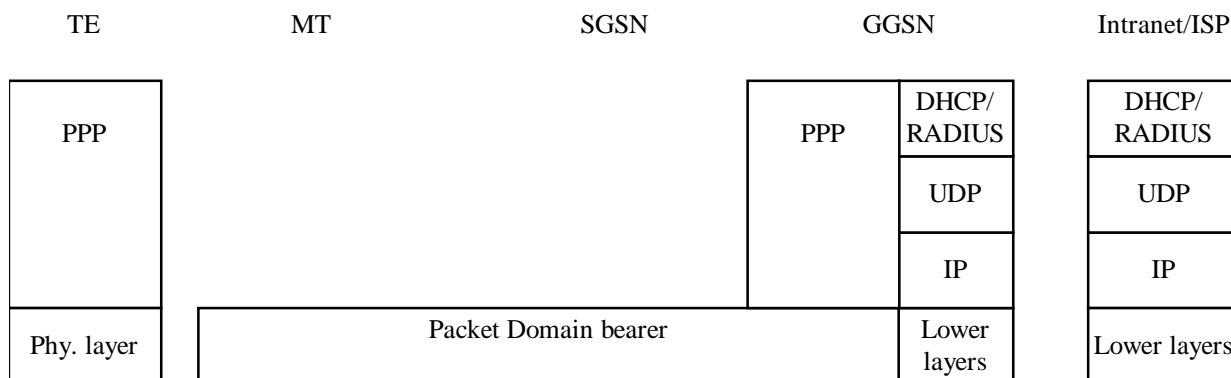 TE MT SGSN GGSN Intranet/ISP
PPP PPP DHCP/ DHCP/
RADIUS RADIUS
UDP UDP
IP IP
Phy. layer Packet Domain bearer Lower Lower layers
layers